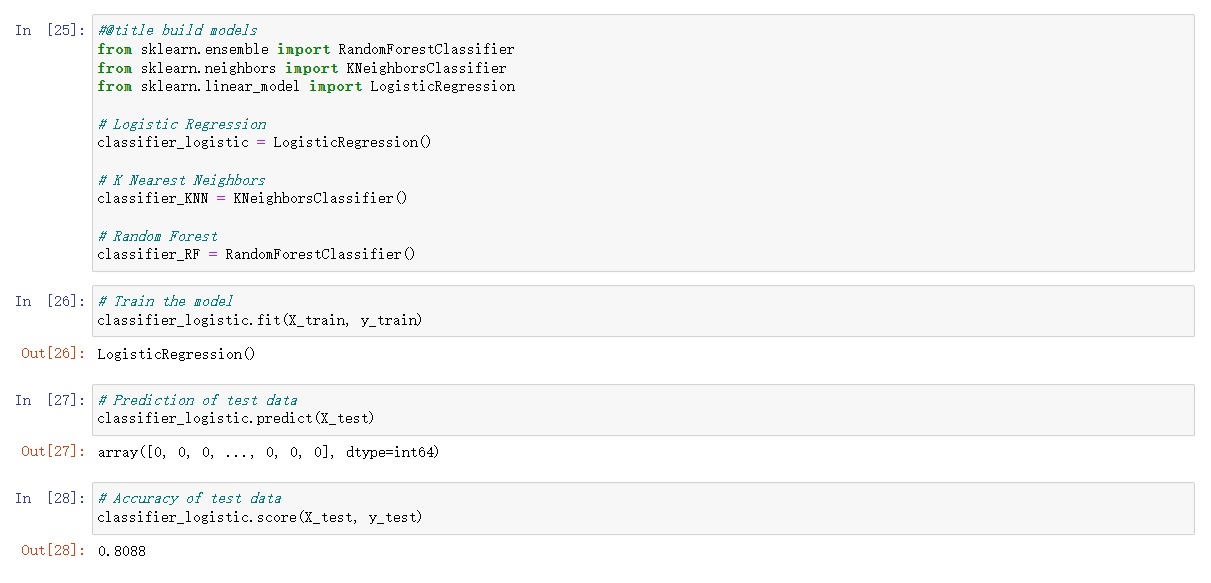 In [25]: #@title build models
from sklearn.ensemble import RandomForestClassifier
from sklearn.neighbors import KNeighborsClassifier
from sklearn.linear_model import LogisticRegression
# Logistic Regression
classifier_logistic = LogisticRegression()
# K Nearest Neighbors
classifier_KNN = KNeighborsClassifier()
# Random Forest
classifier_RF = RandomForestClassifier()
In [26]: # Train the model
classifier_logistic.fit(X_train, y_train)
Out[26]: LogisticRegression()
In [27]: # Prediction of test data
classifier_logistic.predict(X_test)
Out[27]: array([0, 0, 0, ..., 0, 0, 0], dtype=int64)
In [28]: # Accuracy of test data
classifier_logistic.score(X_test, y_test)
Out[28]: 0.8088